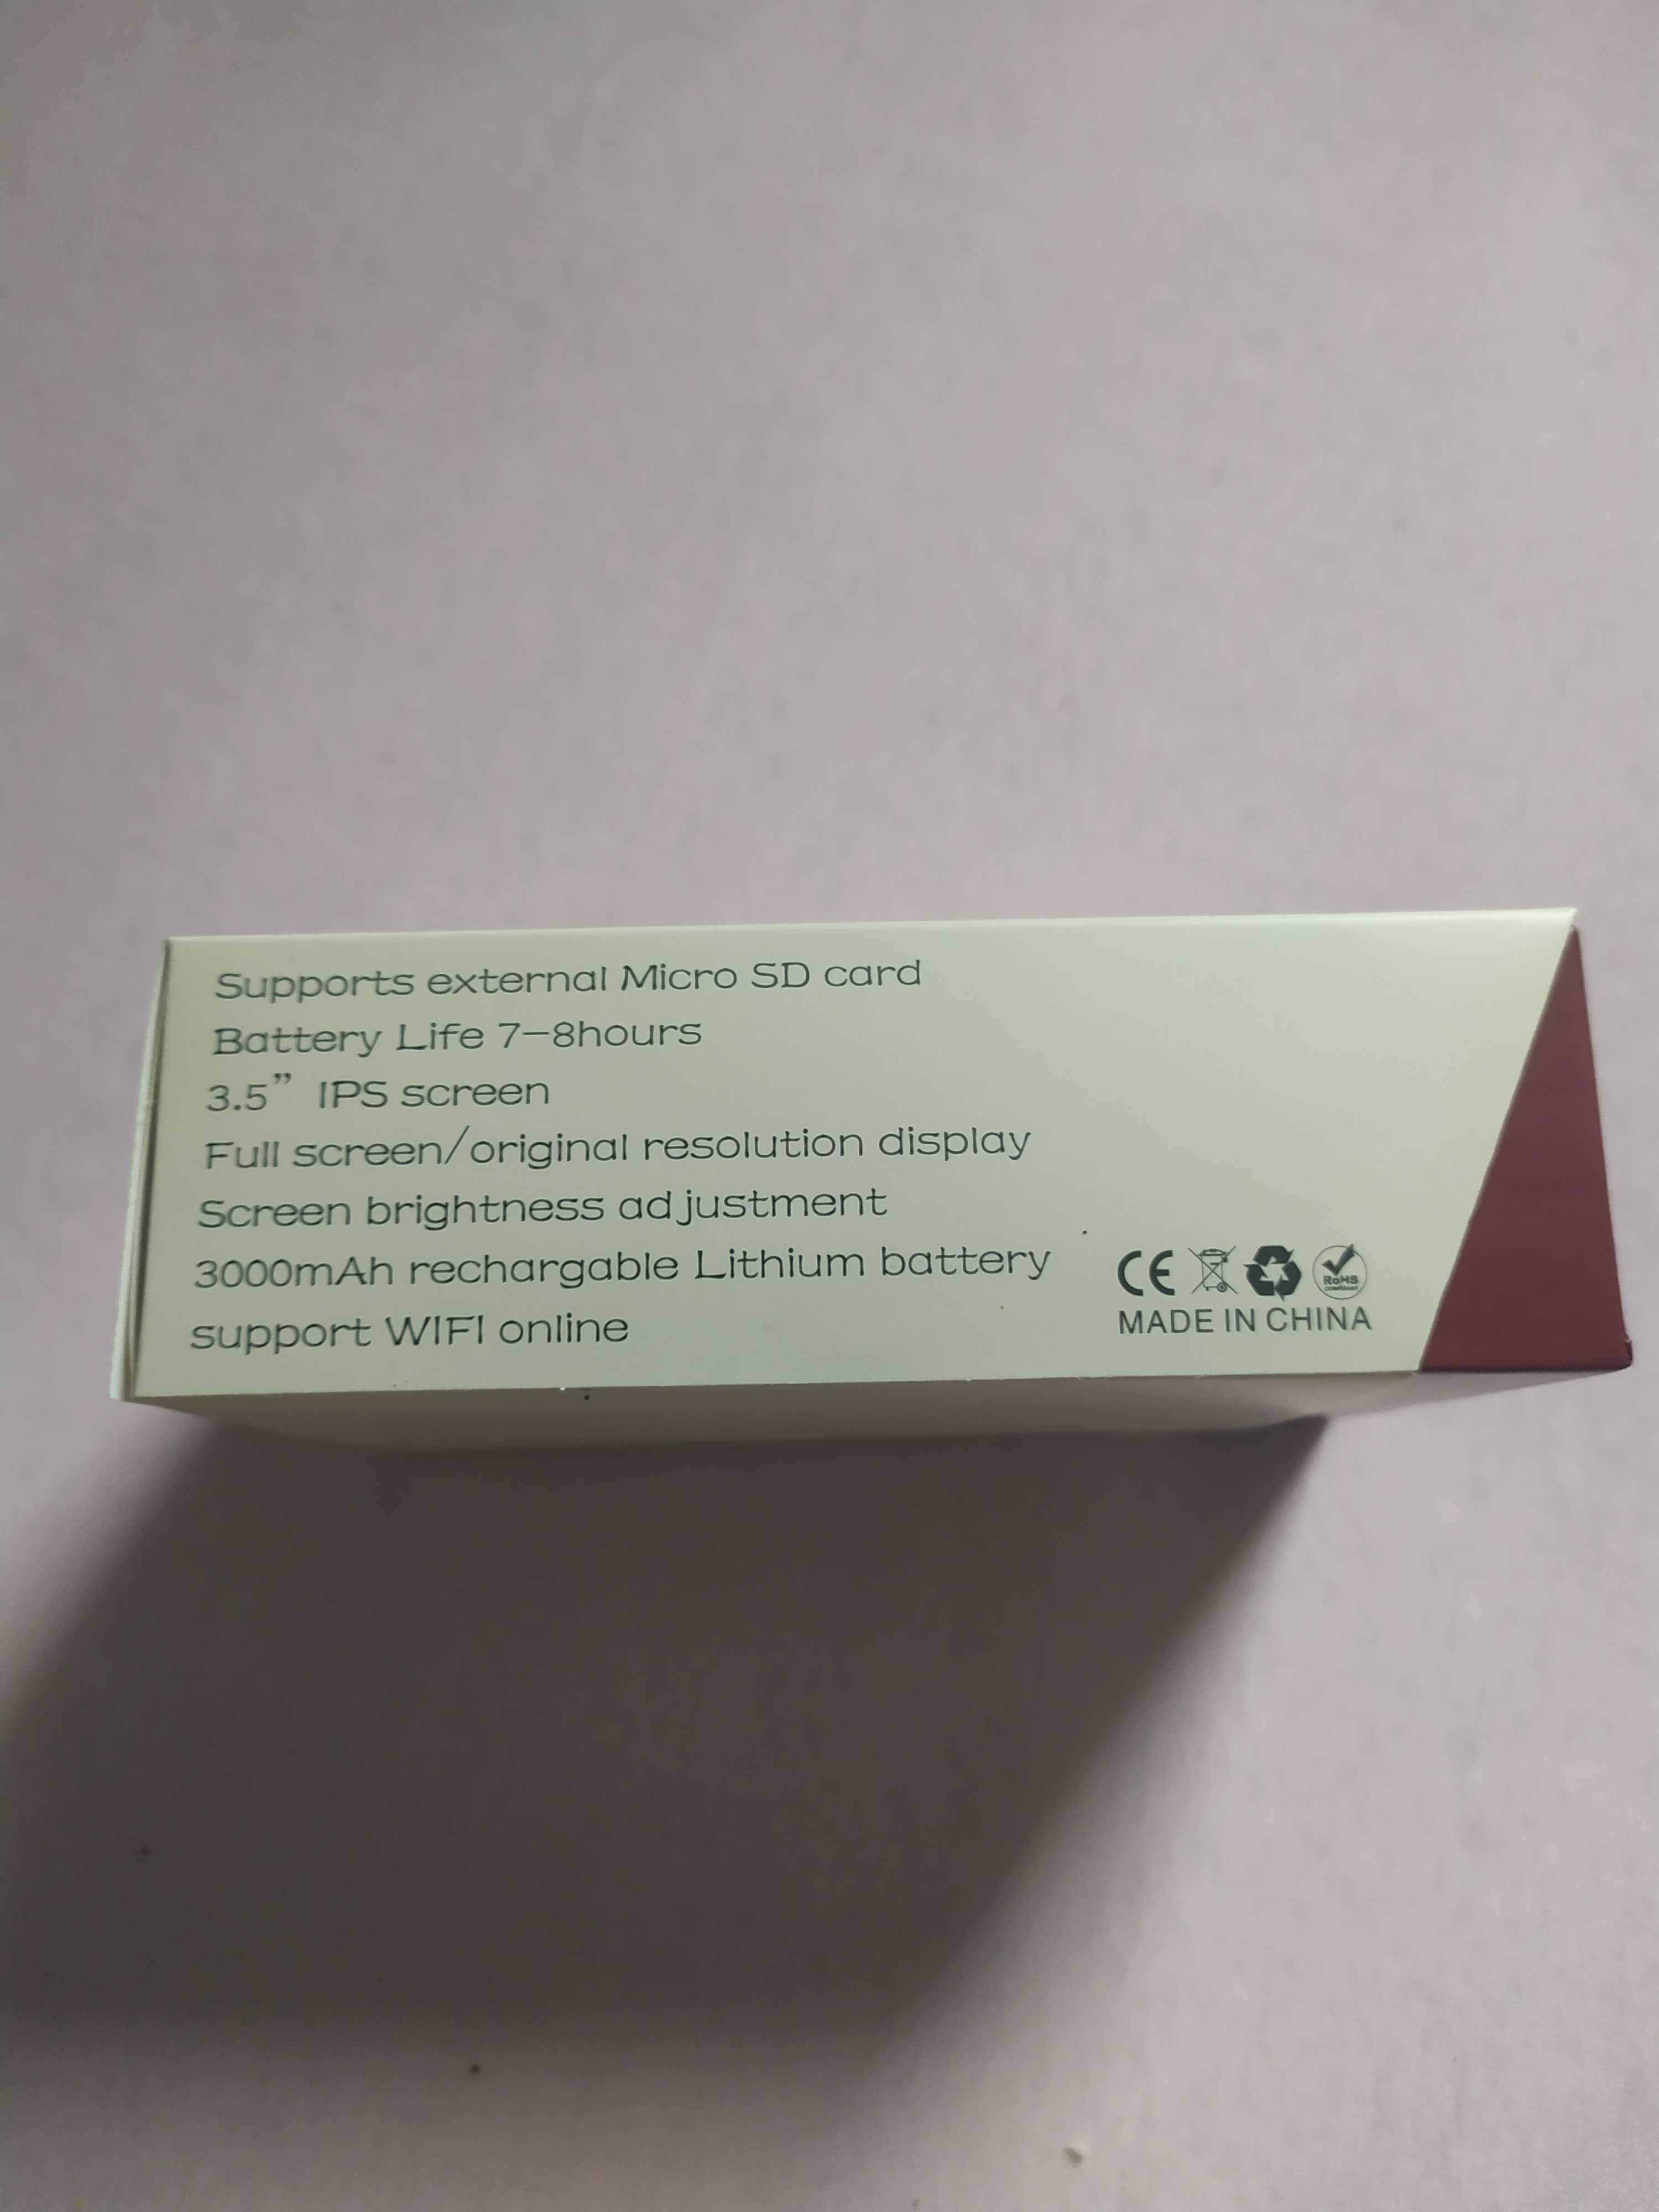 Supports external Micro SD card
Battery Life 7-8hours
3.5” IPS screen
Full screen/original resolution display
Screen brightness adjustment
3000mAh rechargable Lithium battery
support WIFI online
CE
RoHS
MADE IN CHINA